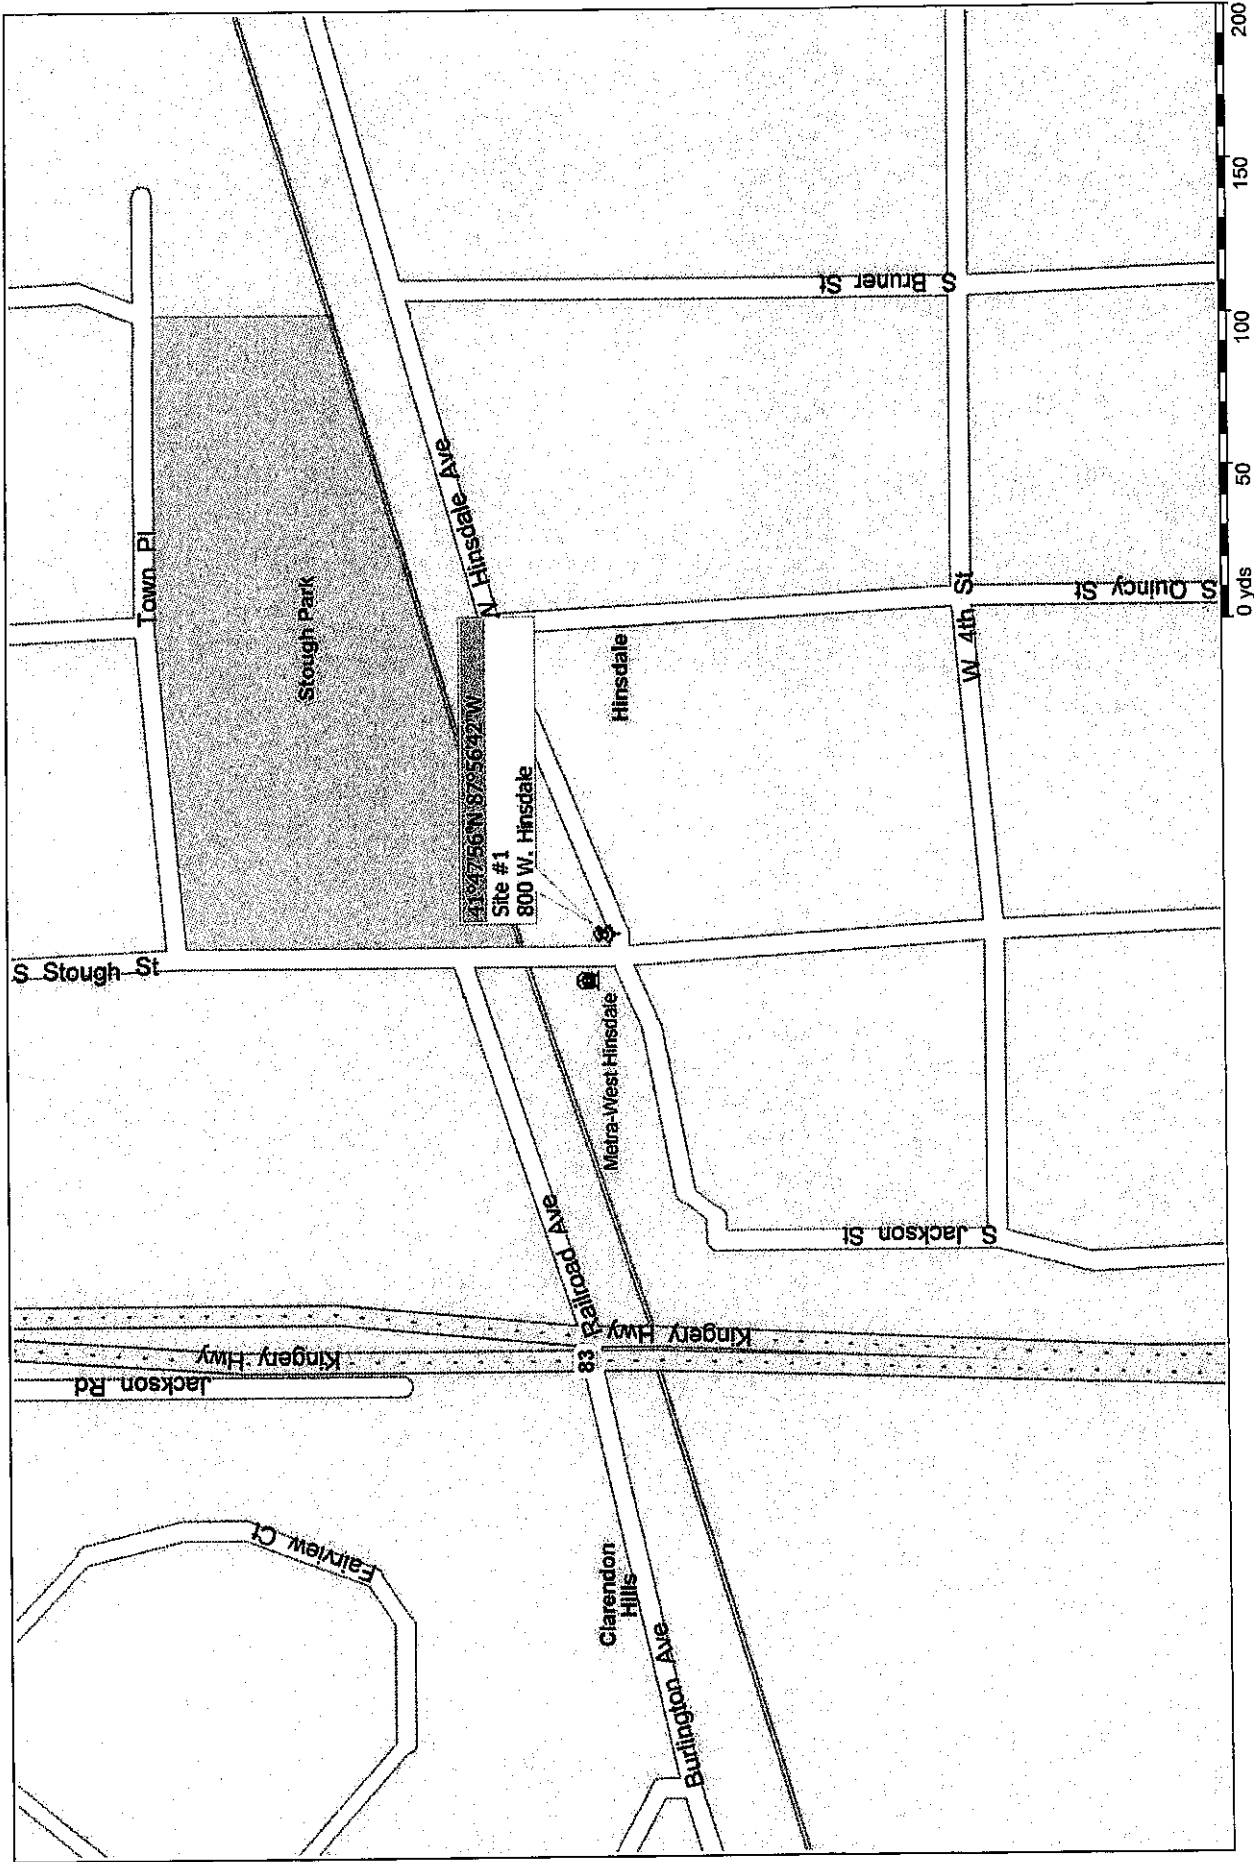 S Stough St
Town Pl
Stough Park
N Hinsdale Ave
41°47'56"N 87°56'42"W
Site #1
800 W. Hinsdale
Hinsdale
Metra-West Hinsdale
S Bruner St
W 4th St
S Quincy St
S Jackson St
Railroad Ave
Kingery Hwy
Kingery Hwy
83
Jackson Rd
Fairview Ct
Clarendon
Hills
Burlington Ave
0 yds
50
100
150
200